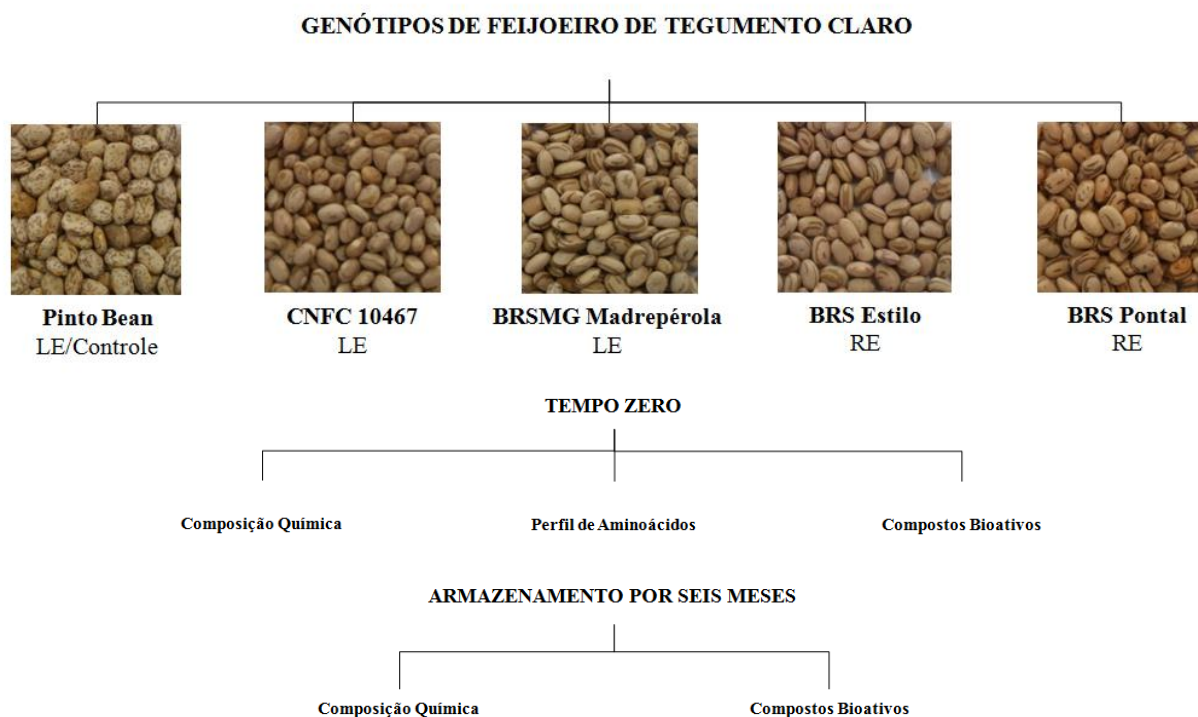 GENÓTIPOS DE FEIJOEIRO DE TEGUMENTO CLARO
Pinto Bean
LE/Controle
CNFC 10467
LE
BRSMG Madrepérola
LE
BRS Estilo
RE
BRS Pontal
RE
TEMPO ZERO
Composição Química
Perfil de Aminoácidos
Compostos Bioativos
ARMAZENAMENTO POR SEIS MESES
Composição Química
Compostos Bioativos